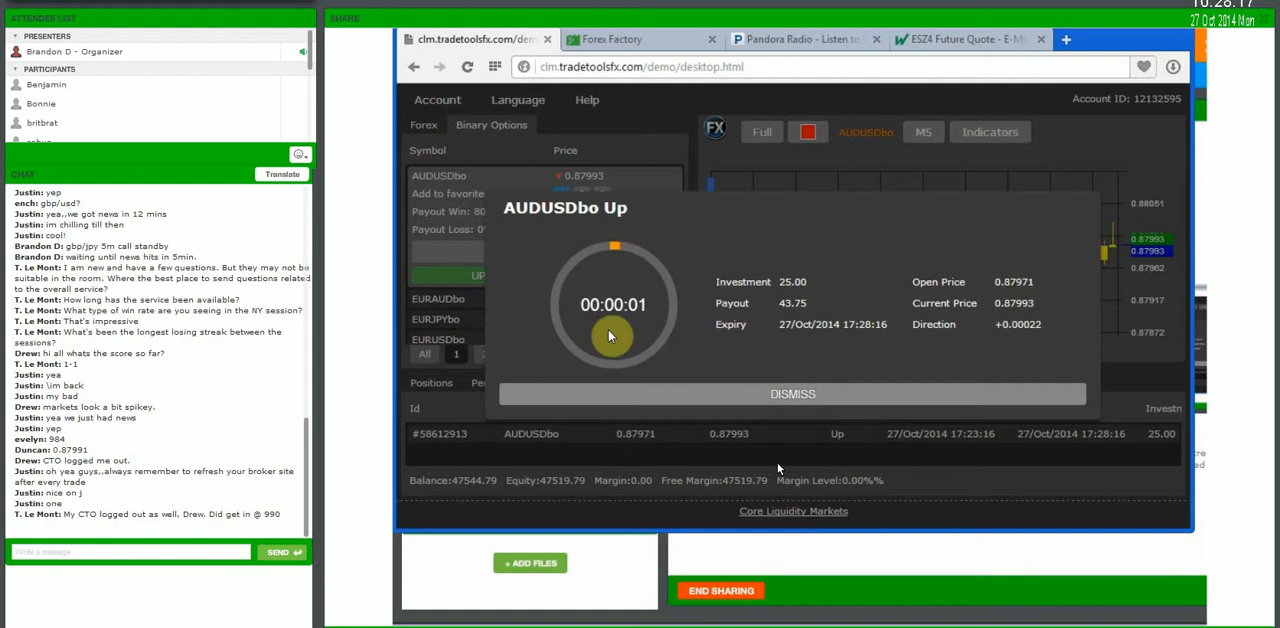 10:28:17
27 Oct 2014 Mon
ATTENDEE LIST
PRESENTERS
Brandon D - Organizer
PARTICIPANTS
Benjamin
Bonnie
britbrat
CHAT
Translate
Justin: yep
ench: gbp/usd?
Justin: yea,,we got news in 12 mins
Justin: im chilling till then
Justin: cool!
Brandon D: gbp/jpy 5m call standby
Brandon D: waiting until news hits in 5min.
T. Le Mont: I am new and have a few questions. But they may not be
suitable in the room. Where the best place to send questions related
to the overall service?
T. Le Mont: How long has the service been available?
T. Le Mont: What type of win rate are you seeing in the NY session?
T. Le Mont: That's impressive
T. Le Mont: What's been the longest losing streak between the
sessions?
Drew: hi all whats the score so far?
T. Le Mont: 1-1
Justin: yea
Justin: \im back
Justin: my bad
Drew: markets look a bit spikey.
Justin: yea we just had news
Justin: yep
evelyn: 984
Duncan: 0.87991
Drew: CTO logged me out.
Justin: oh yea guys,,always remember to refresh your broker site
after every trade
Justin: nice on j
Justin: one
T. Le Mont: My CTO logged out as well, Drew. Did get in @ 990
Write a message
SEND
SHARE
clm.tradetoolsfx.com/den
Forex Factory
Pandora Radio - Listen to
ESZ4 Future Quote - E-Mi
clm.tradetoolsfx.com/demo/desktop.html
Account Language Help
Account ID: 12132595
Forex Binary Options
Symbol Price
AUDUSDbo 0.87993
Add to favorite
Payout Win: 80
Payout Loss: 0
UP
EURAUDbo
EURJPYbo
EURUSDbo
All 1
FX Full AUDUSDbo M5 Indicators
0.88051
0.87993
0.87993
0.87962
0.87917
0.87872
AUDUSDbo Up
00:00:01
Investment 25.00 Open Price 0.87971
Payout 43.75 Current Price 0.87993
Expiry 27/Oct/2014 17:28:16 Direction +0.00022
DISMISS
Positions
Id
Investn
#58612913 AUDUSDbo 0.87971 0.87993 Up 27/Oct/2014 17:23:16 27/Oct/2014 17:28:16 25.00
Balance:47544.79 Equity:47519.79 Margin:0.00 Free Margin:47519.79 Margin Level:0.00%%
Core Liquidity Markets
+ ADD FILES
END SHARING